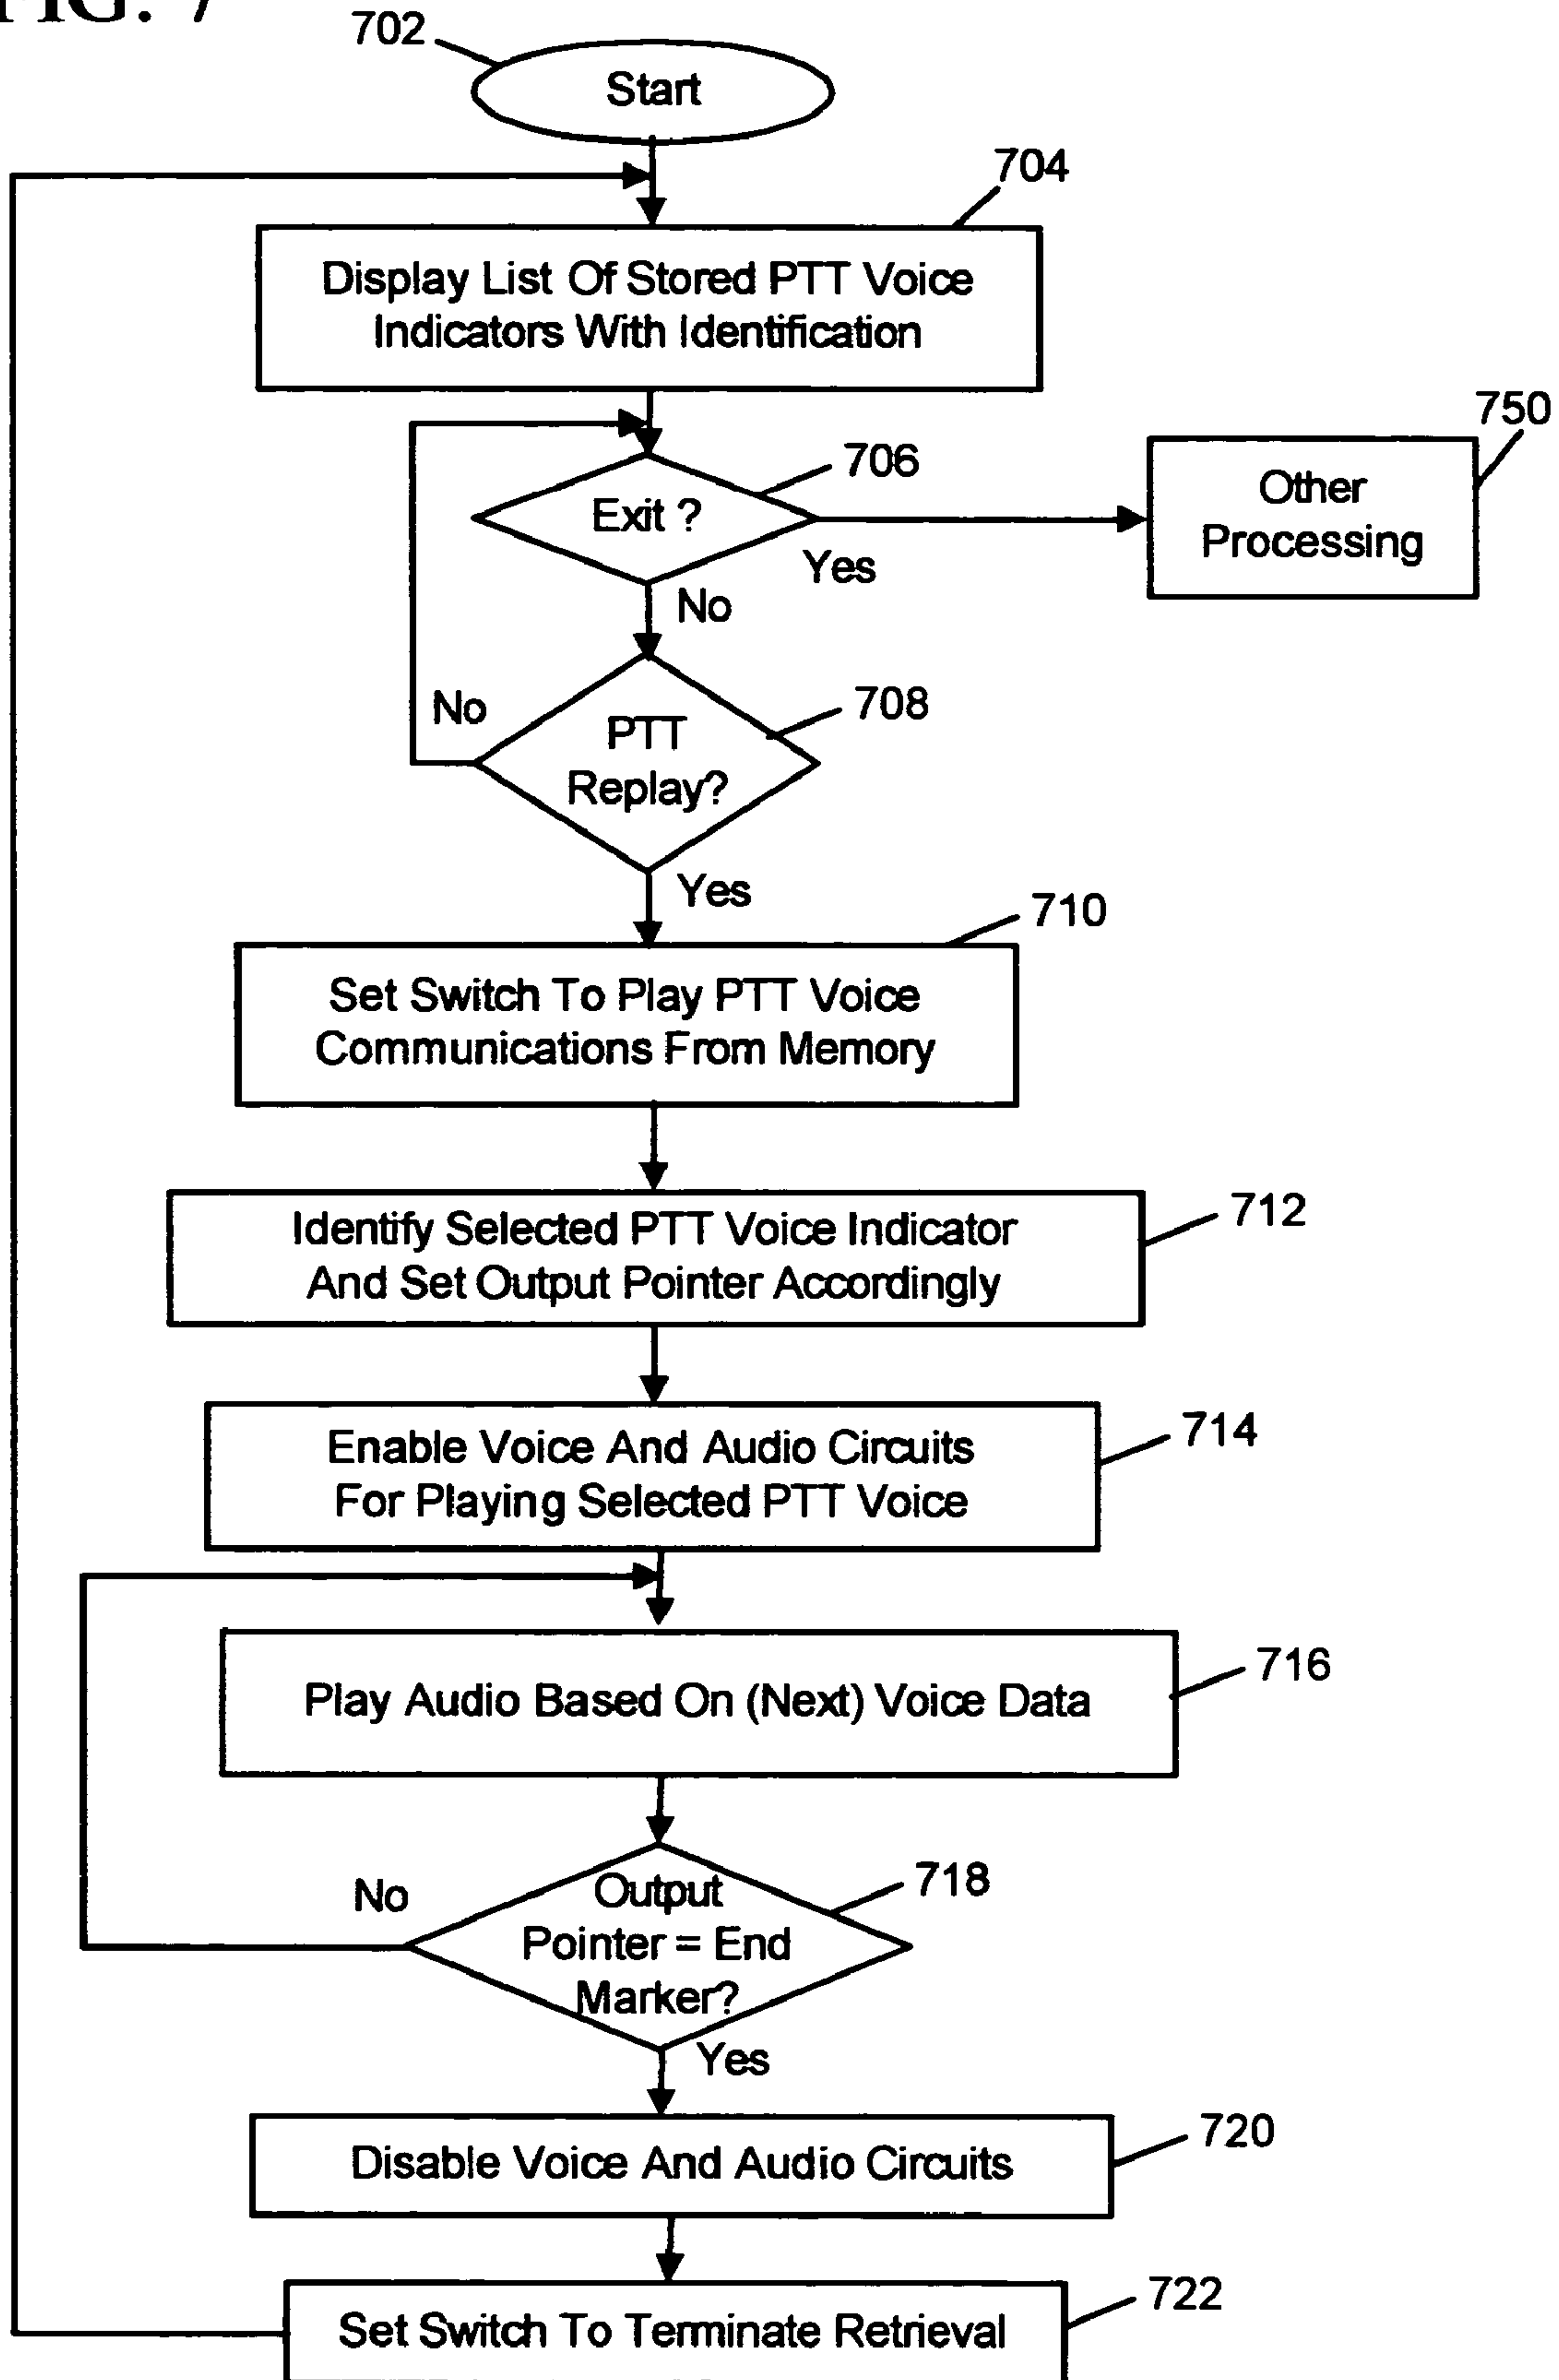 FIG. 7
702
Start
704
Display List Of Stored PTT Voice
Indicators With Identification
750
706
Other
Processing
Exit ?
Yes
No
708
No
PTT
Replay?
Yes
710
Set Switch To Play PTT Voice
Communications From Memory
712
Identify Selected PTT Voice Indicator
And Set Output Pointer Accordingly
714
Enable Voice And Audio Circuits
For Playing Selected PTT Voice
716
Play Audio Based On (Next) Voice Data
718
No
Output
Pointer = End
Marker?
Yes
720
Disable Voice And Audio Circuits
722
Set Switch To Terminate Retrieval